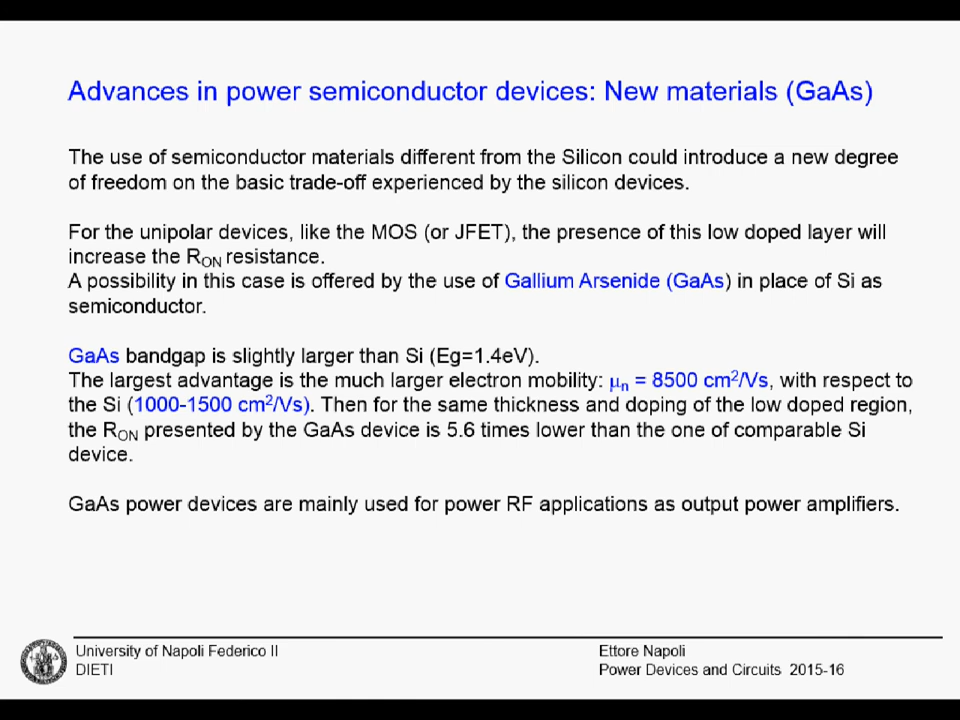 Advances in power semiconductor devices: New materials (GaAs)
The use of semiconductor materials different from the Silicon could introduce a new degree
of freedom on the basic trade-off experienced by the silicon devices.
For the unipolar devices, like the MOS (or JFET), the presence of this low doped layer will
increase the RON resistance.
A possibility in this case is offered by the use of Gallium Arsenide (GaAs) in place of Si as
semiconductor.
GaAs bandgap is slightly larger than Si (Eg=1.4eV).
The largest advantage is the much larger electron mobility: μn = 8500 cm²/Vs, with respect to
the Si (1000-1500 cm²/Vs). Then for the same thickness and doping of the low doped region,
the RON presented by the GaAs device is 5.6 times lower than the one of comparable Si
device.
GaAs power devices are mainly used for power RF applications as output power amplifiers.
University of Napoli Federico II
DIETI
Ettore Napoli
Power Devices and Circuits 2015-16